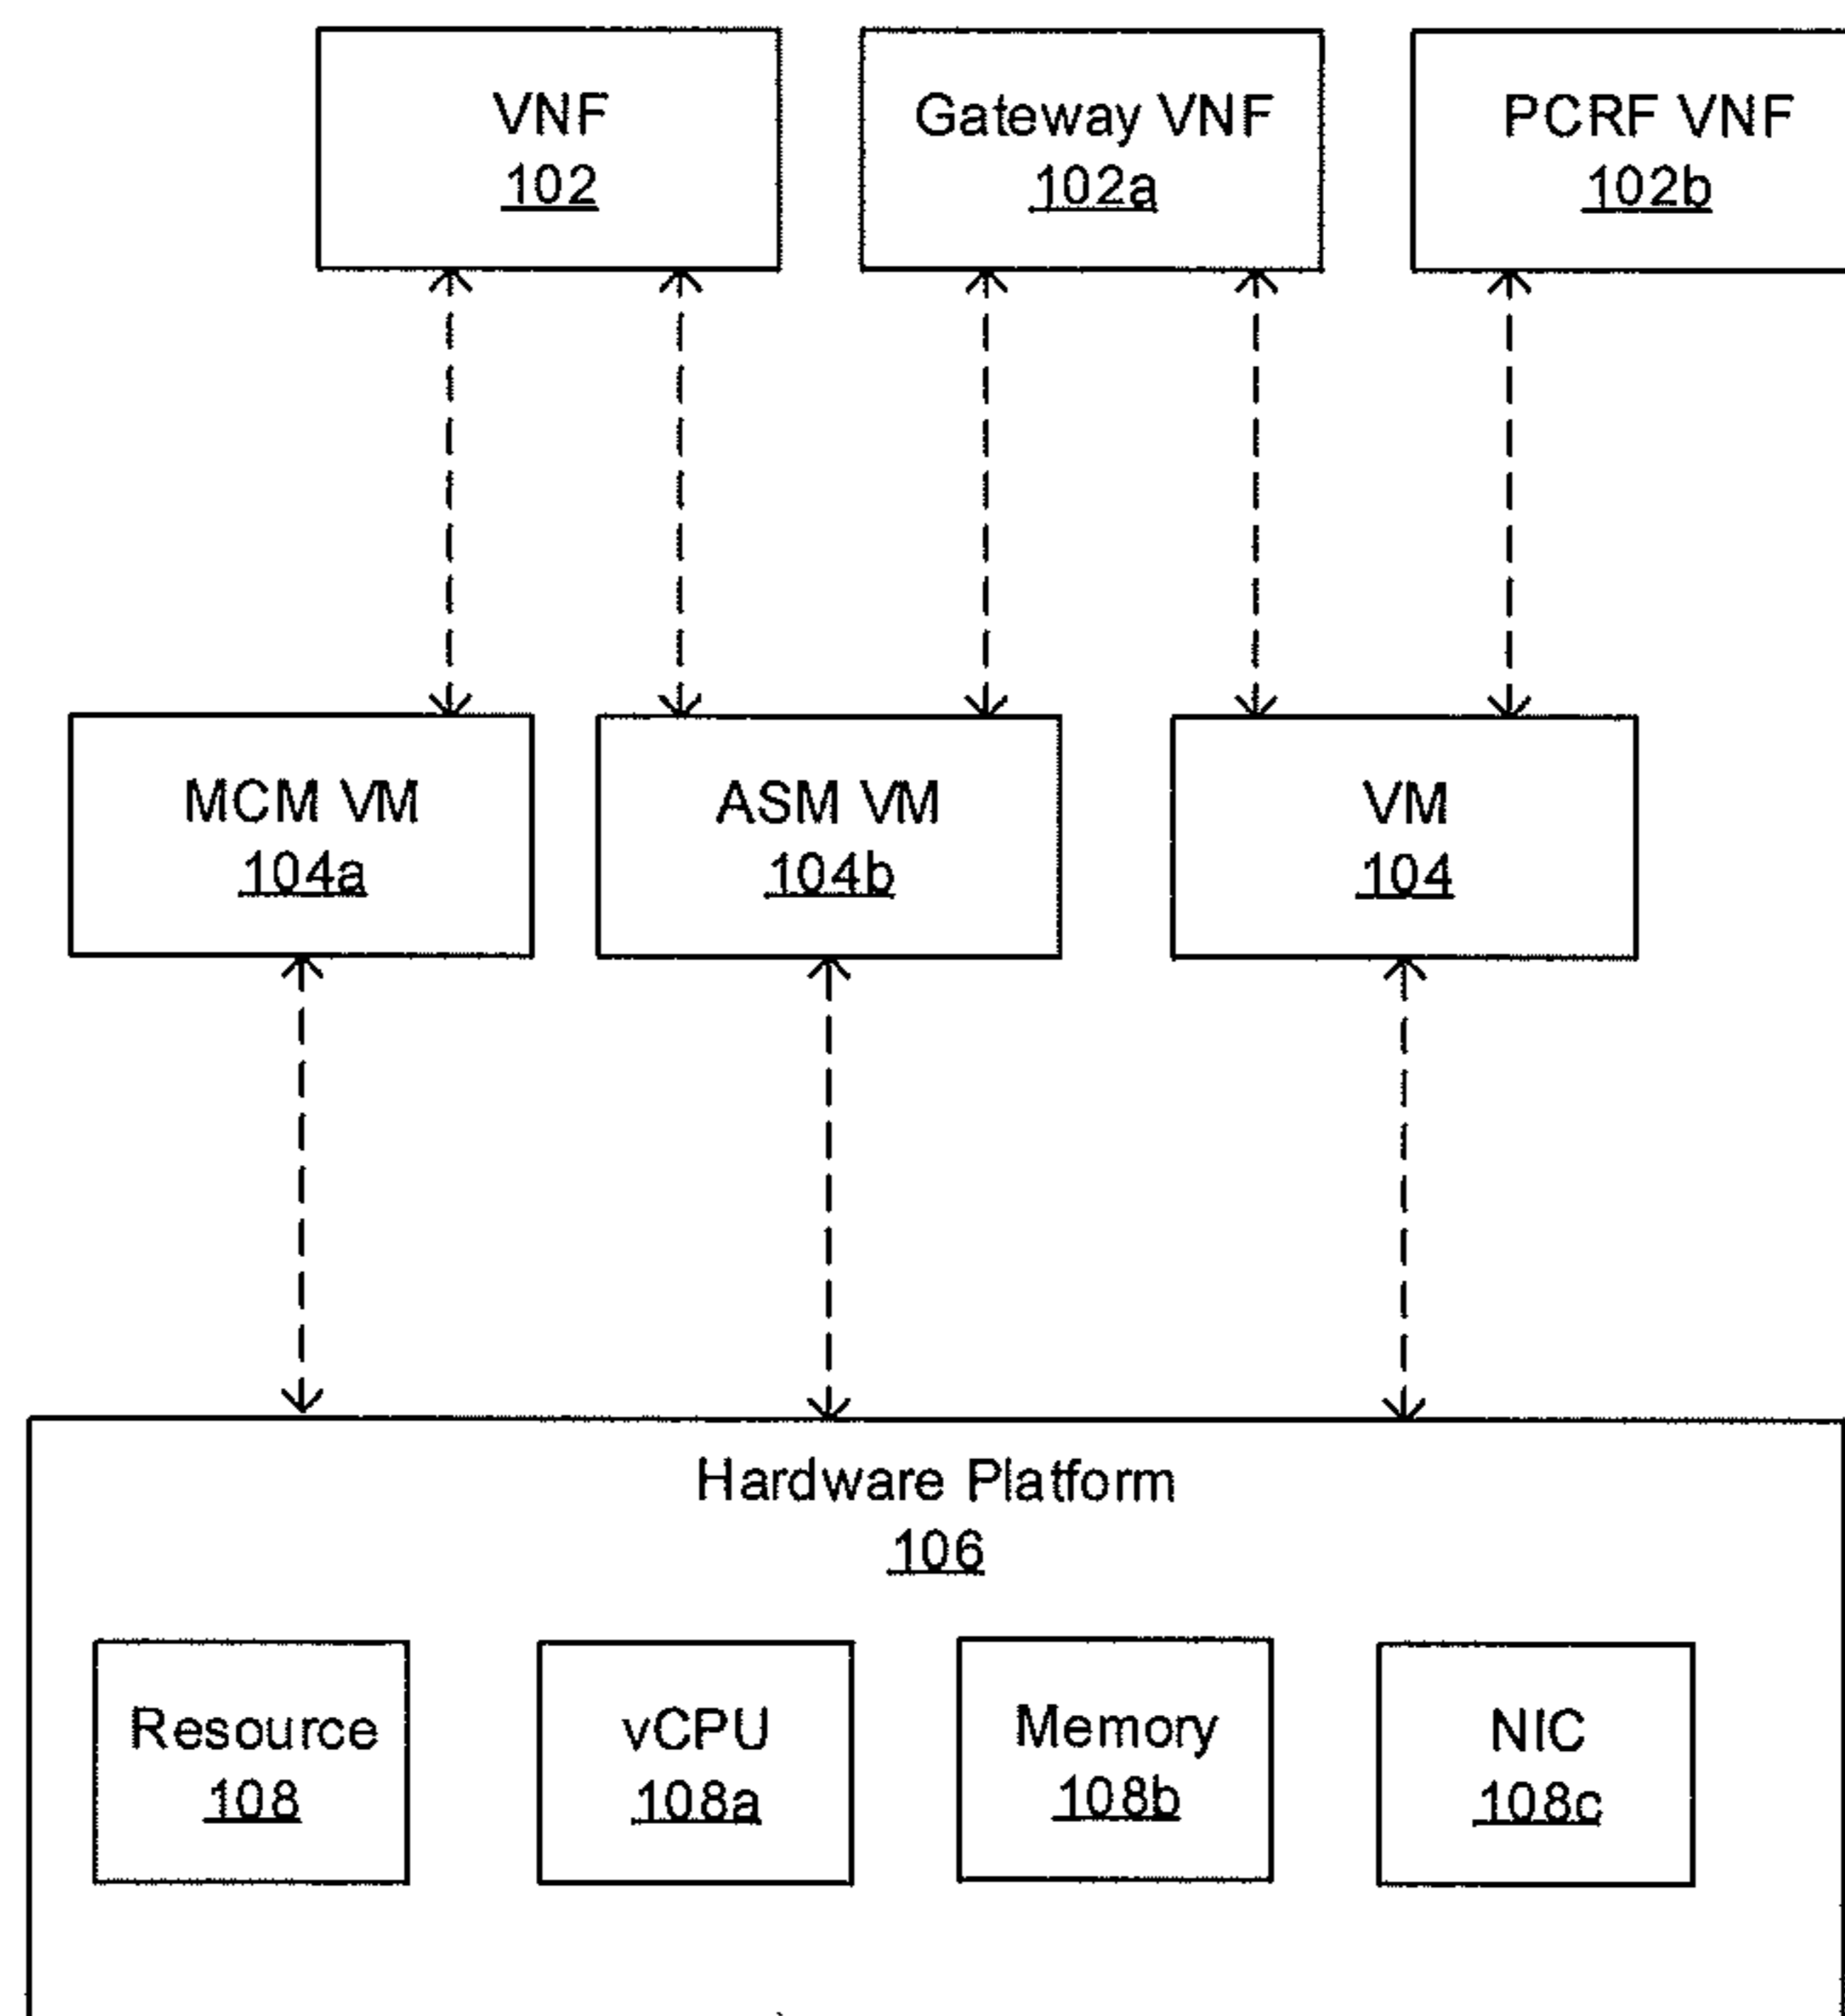 VNF
102
Gateway VNF
102a
PCRF VNF
102b
MCM VM
104a
ASM VM
104b
VM
104
Hardware Platform
106
Resource
108
vCPU
108a
Memory
108b
NIC
108c